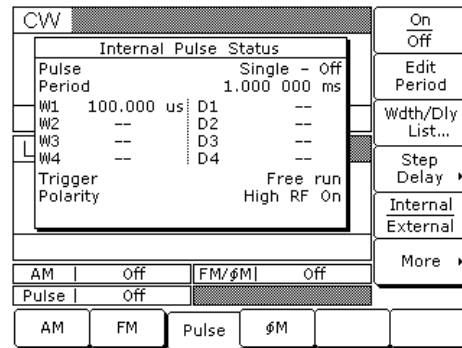 CW
Internal Pulse Status
Pulse Single - Off
Period 1.000 000 ms
W1 100.000 us D1 --
W2 -- D2 --
W3 -- D3 --
W4 -- D4 --
Trigger Free run
Polarity High RF On
L
AM | Off FM/ϕM| Off
Pulse | Off
On
Off
Edit
Period
Wdth/Dly
List...
Step
Delay
Internal
External
More
AM FM Pulse ϕM